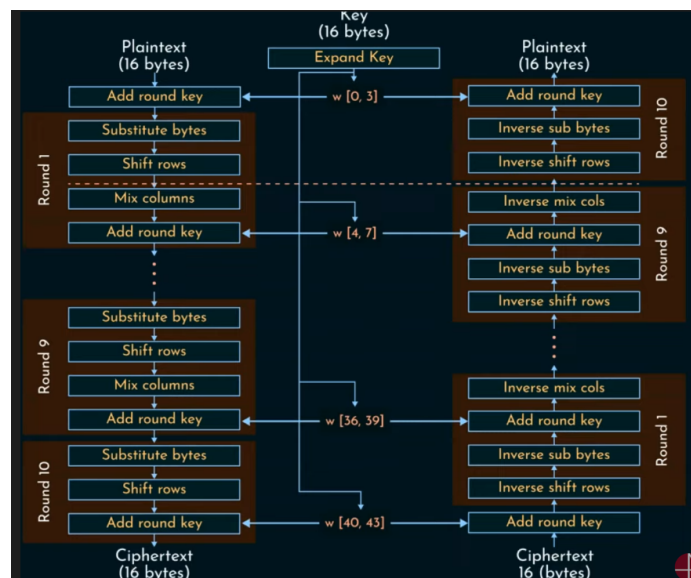 Key
(16 bytes)
Expand Key
Plaintext
(16 bytes)
Add round key
Round 1
Substitute bytes
Shift rows
Mix columns
Add round key
Round 9
Substitute bytes
Shift rows
Mix columns
Add round key
Round 10
Substitute bytes
Shift rows
Add round key
Ciphertext
(16 bytes)
w [0, 3]
w [4, 7]
w [36, 39]
w [40, 43]
Plaintext
(16 bytes)
Add round key
Inverse sub bytes
Inverse shift rows
Round 10
Inverse mix cols
Add round key
Inverse sub bytes
Inverse shift rows
Round 9
Inverse mix cols
Add round key
Inverse sub bytes
Inverse shift rows
Round 1
Add round key
Ciphertext
16 (bytes)